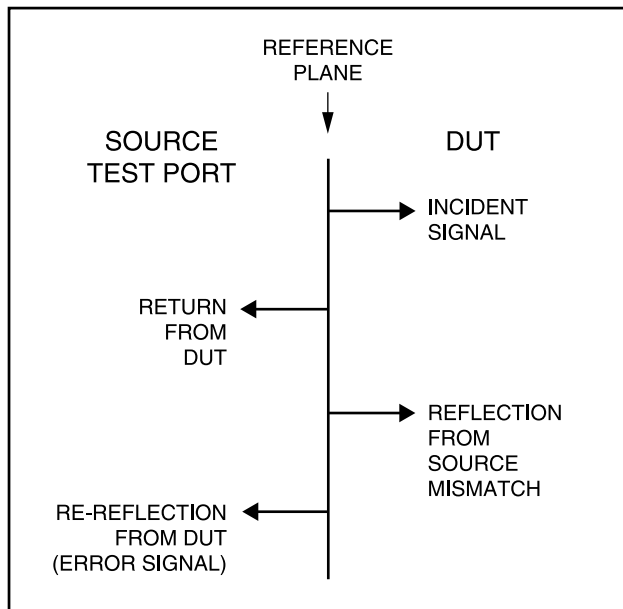 REFERENCE
PLANE
SOURCE
TEST PORT
DUT
INCIDENT
SIGNAL
RETURN
FROM
DUT
REFLECTION
FROM
SOURCE
MISMATCH
RE-REFLECTION
FROM DUT
(ERROR SIGNAL)